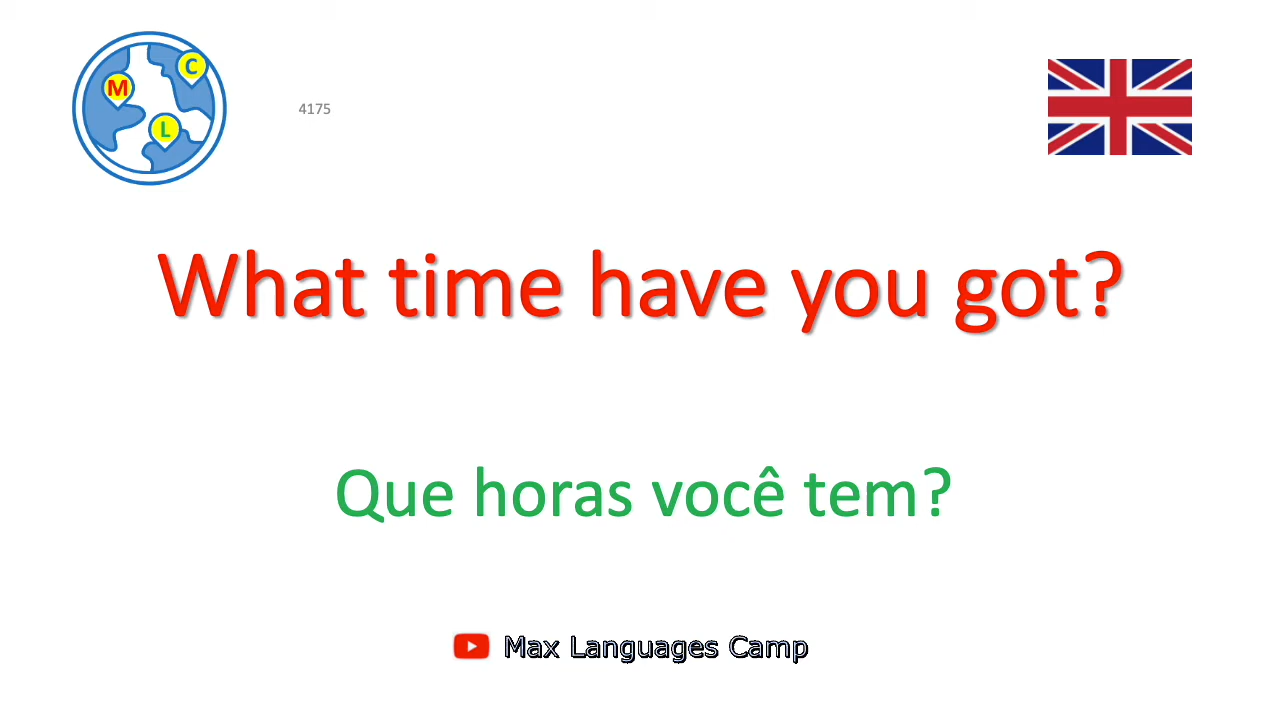 M
C
L
4175
What time have you got?
Que horas você tem?
Max Languages Camp